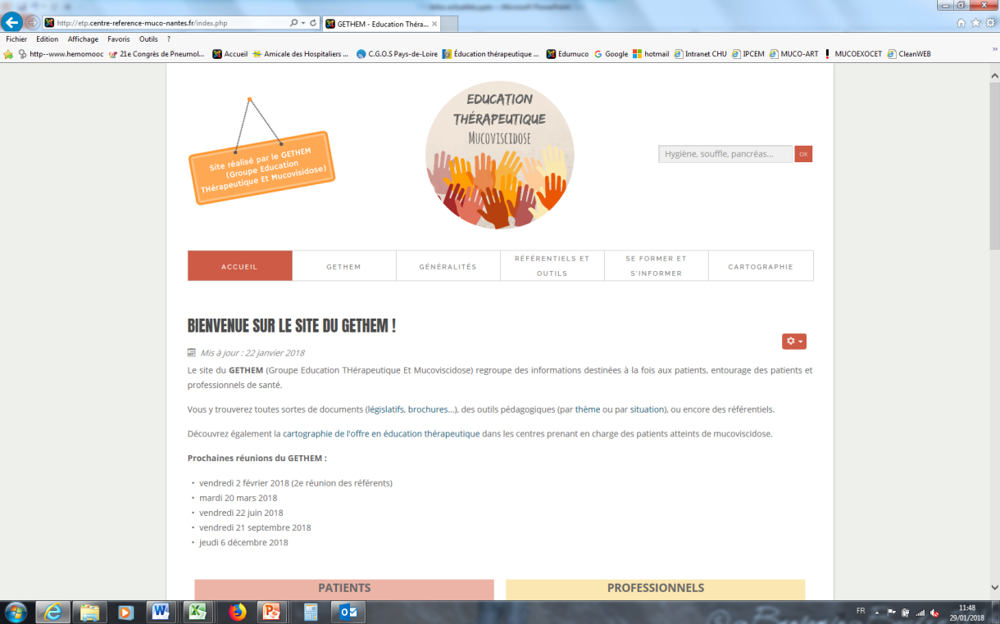 http://etp.centre-reference-muco-nantes.fr/index.php
GETHEM - Education Théra...
Fichier Edition Affichage Favoris Outils ?
http--www.hemomooc 21e Congrès de Pneumol... Accueil Amicale des Hospitaliers ... C.G.O.S Pays-de-Loire Éducation thérapeutique ... Edumuco Google hotmail Intranet CHU IPCEM MUCO-ART MUCOEXOCET CleanWEB
Site réalisé par le GETHEM
(Groupe Education
THérapeutique Et Mucovisidose)
EDUCATION
THÉRAPEUTIQUE
MUCOVISCIDOSE
Hygiène, souffle, pancréas...
OK
ACCUEIL
GETHEM
GÉNÉRALITÉS
RÉFÉRENTIELS ET
OUTILS
SE FORMER ET
S'INFORMER
CARTOGRAPHIE
BIENVENUE SUR LE SITE DU GETHEM !
Mis à jour : 22 janvier 2018
Le site du GETHEM (Groupe Education THérapeutique Et Mucoviscidose) regroupe des informations destinées à la fois aux patients, entourage des patients et
professionnels de santé.
Vous y trouverez toutes sortes de documents (législatifs, brochures...), des outils pédagogiques (par thème ou par situation), ou encore des référentiels.
Découvrez également la cartographie de l'offre en éducation thérapeutique dans les centres prenant en charge des patients atteints de mucoviscidose.
Prochaines réunions du GETHEM :
• vendredi 2 février 2018 (2e réunion des référents)
• mardi 20 mars 2018
• vendredi 22 juin 2018
• vendredi 21 septembre 2018
• jeudi 6 décembre 2018
PATIENTS
PROFESSIONNELS
FR
11:48
29/01/2018